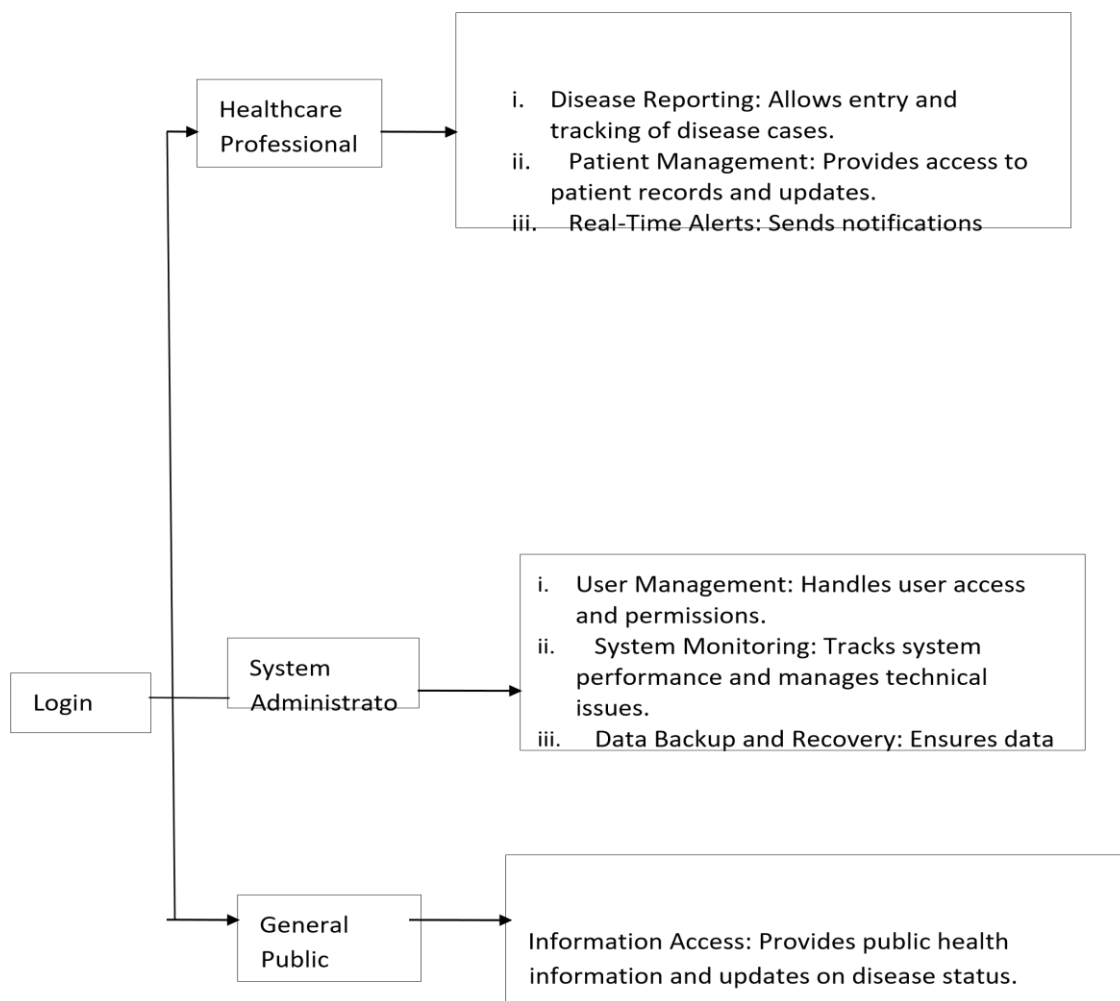 Healthcare
Professional
i. Disease Reporting: Allows entry and
tracking of disease cases.
ii. Patient Management: Provides access to
patient records and updates.
iii. Real-Time Alerts: Sends notifications
Login
System
Administrato
i. User Management: Handles user access
and permissions.
ii. System Monitoring: Tracks system
performance and manages technical
issues.
iii. Data Backup and Recovery: Ensures data
General
Public
Information Access: Provides public health
information and updates on disease status.